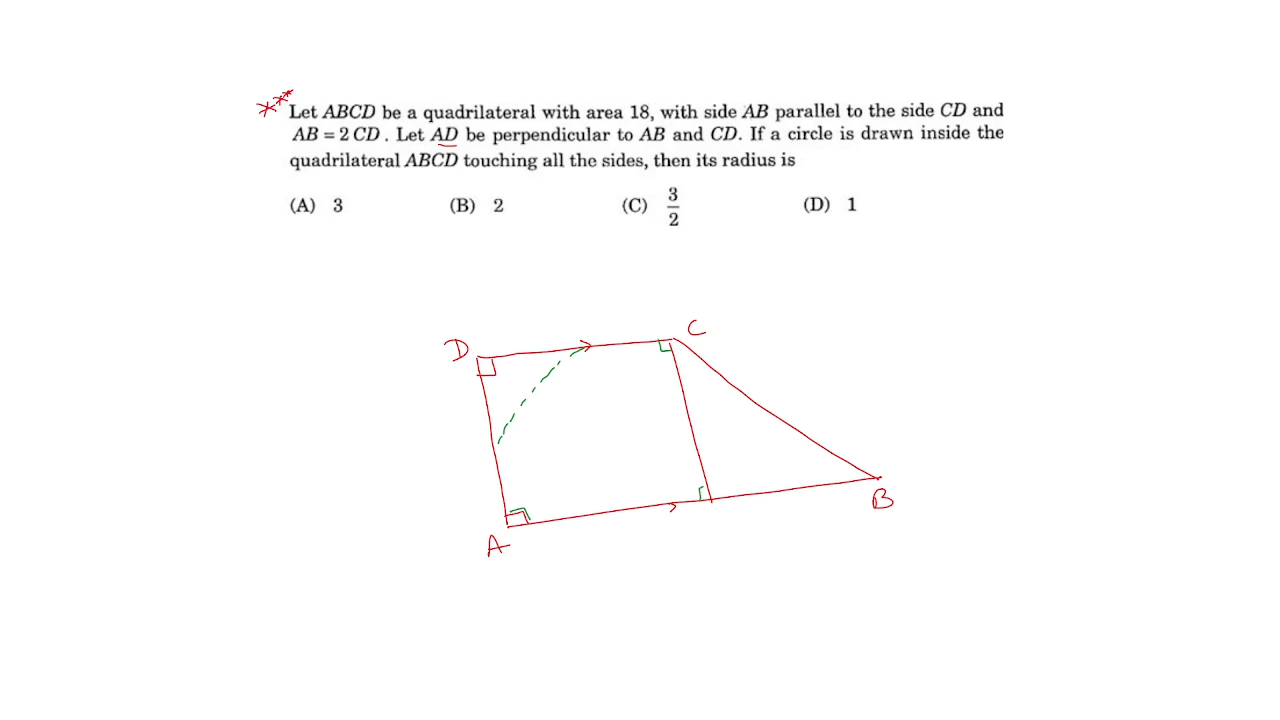 *** Let ABCD be a quadrilateral with area 18, with side AB parallel to the side CD and
AB = 2 CD . Let AD be perpendicular to AB and CD. If a circle is drawn inside the
quadrilateral ABCD touching all the sides, then its radius is
(A) 3 (B) 2 (C) 3/2 (D) 1
D C
A B